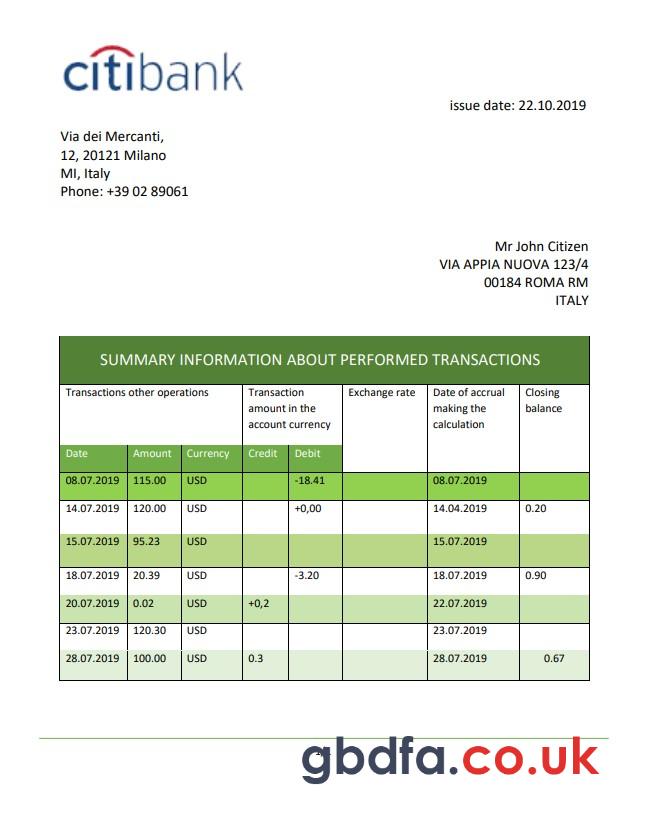 citibank
issue date: 22.10.2019
Via dei Mercanti,
12, 20121 Milano
MI, Italy
Phone: +39 02 89061
Mr John Citizen
VIA APPIA NUOVA 123/4
00184 ROMA RM
ITALY
SUMMARY INFORMATION ABOUT PERFORMED TRANSACTIONS
Transactions other operations Transaction amount in the account currency Exchange rate Date of accrual making the calculation Closing balance
Date Amount Currency Credit Debit
08.07.2019 115.00 USD -18.41 08.07.2019
14.07.2019 120.00 USD +0,00 14.04.2019 0.20
15.07.2019 95.23 USD 15.07.2019
18.07.2019 20.39 USD -3.20 18.07.2019 0.90
20.07.2019 0.02 USD +0,2 22.07.2019
23.07.2019 120.30 USD 23.07.2019
28.07.2019 100.00 USD 0.3 28.07.2019 0.67
gbdfa.co.uk